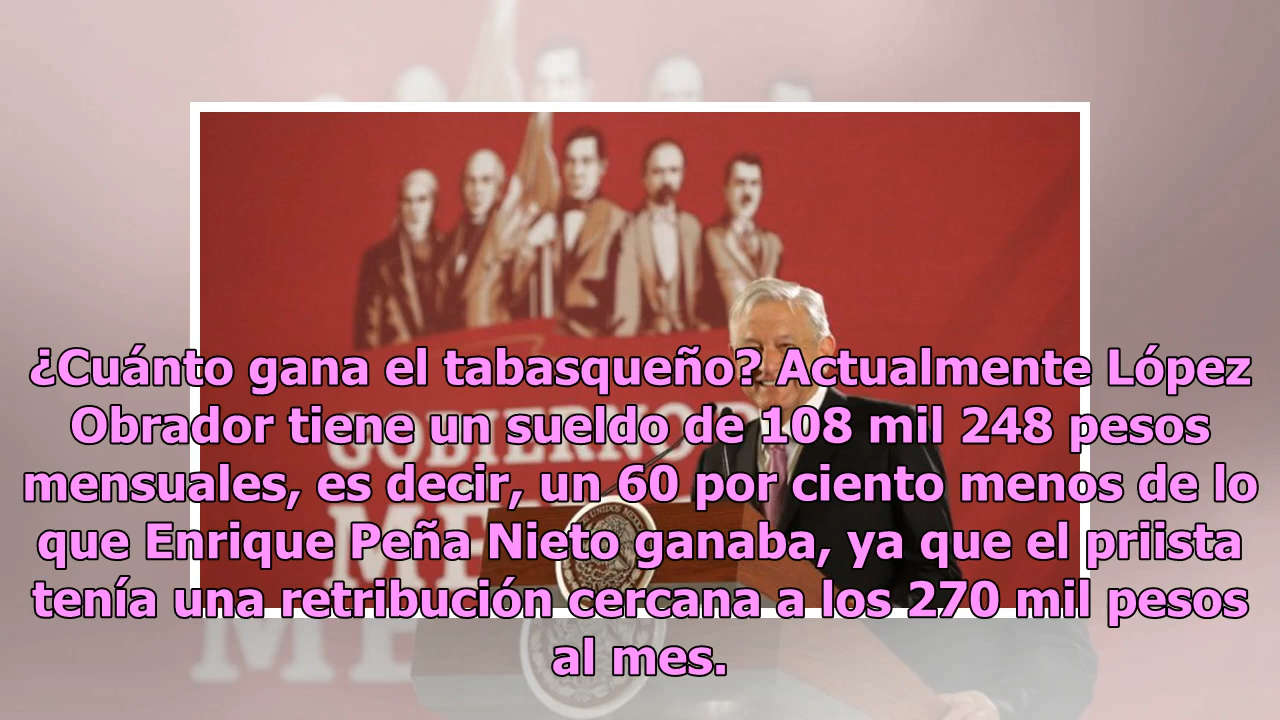 ¿Cuánto gana el tabasqueño? Actualmente López
Obrador tiene un sueldo de 108 mil 248 pesos
mensuales, es decir, un 60 por ciento menos de lo
que Enrique Peña Nieto ganaba, ya que el priista
tenía una retribución cercana a los 270 mil pesos
al mes.
GOBIERNO D